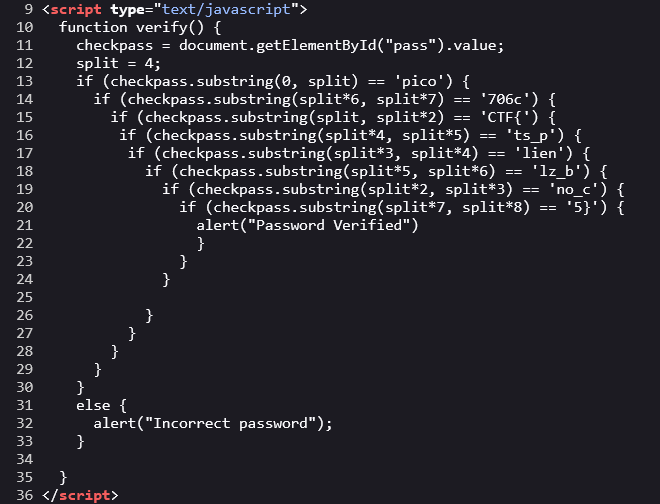 9 <script type="text/javascript">
10 function verify() {
11 checkpass = document.getElementById("pass").value;
12 split = 4;
13 if (checkpass.substring(0, split) == 'pico') {
14 if (checkpass.substring(split*6, split*7) == '706c') {
15 if (checkpass.substring(split, split*2) == 'CTF{') {
16 if (checkpass.substring(split*4, split*5) == 'ts_p') {
17 if (checkpass.substring(split*3, split*4) == 'lien') {
18 if (checkpass.substring(split*5, split*6) == 'lz_b') {
19 if (checkpass.substring(split*2, split*3) == 'no_c') {
20 if (checkpass.substring(split*7, split*8) == '5}') {
21 alert("Password Verified")
22 }
23 }
24 }
25
26 }
27 }
28 }
29 }
30 }
31 else {
32 alert("Incorrect password");
33 }
34
35 }
36 </script>